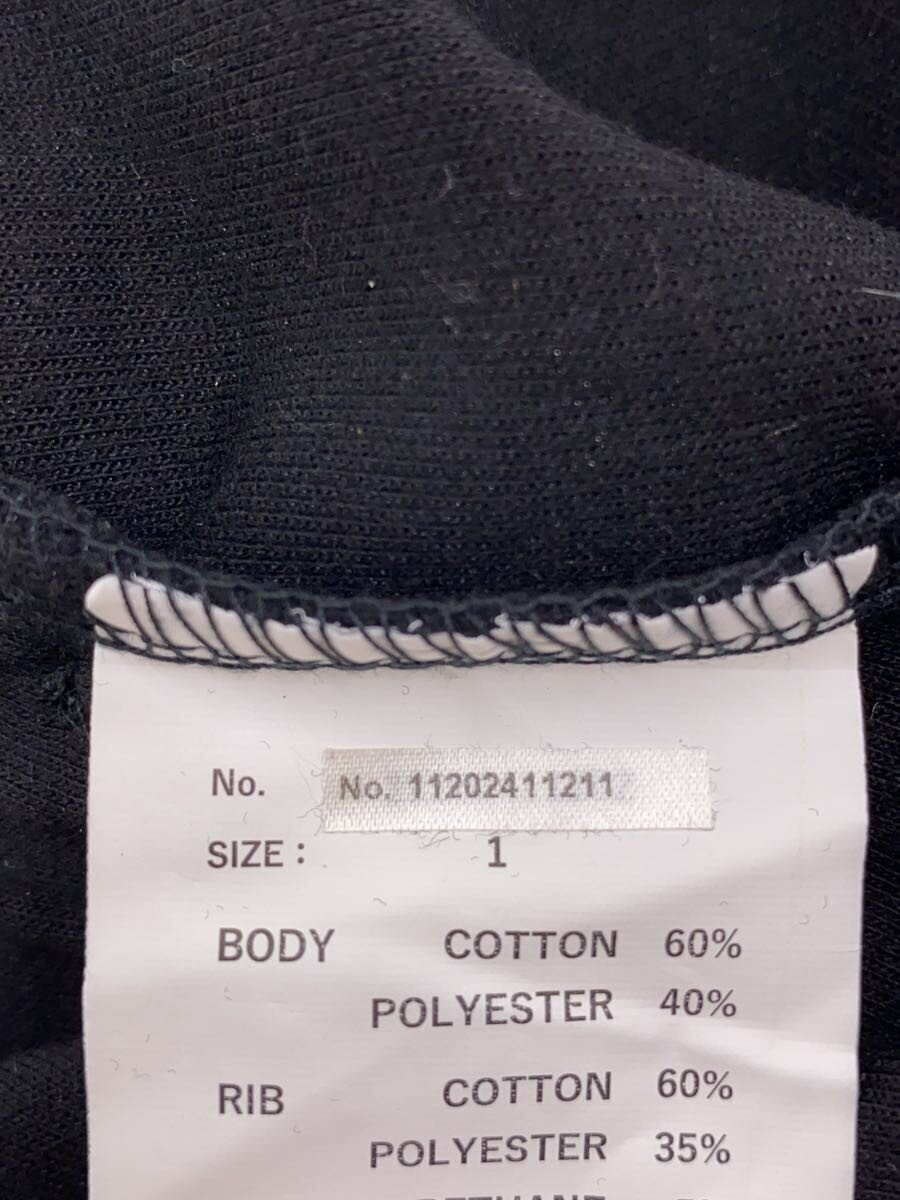 No. No. 11202411211
SIZE : 1
BODY COTTON 60%
POLYESTER 40%
RIB COTTON 60%
POLYESTER 35%